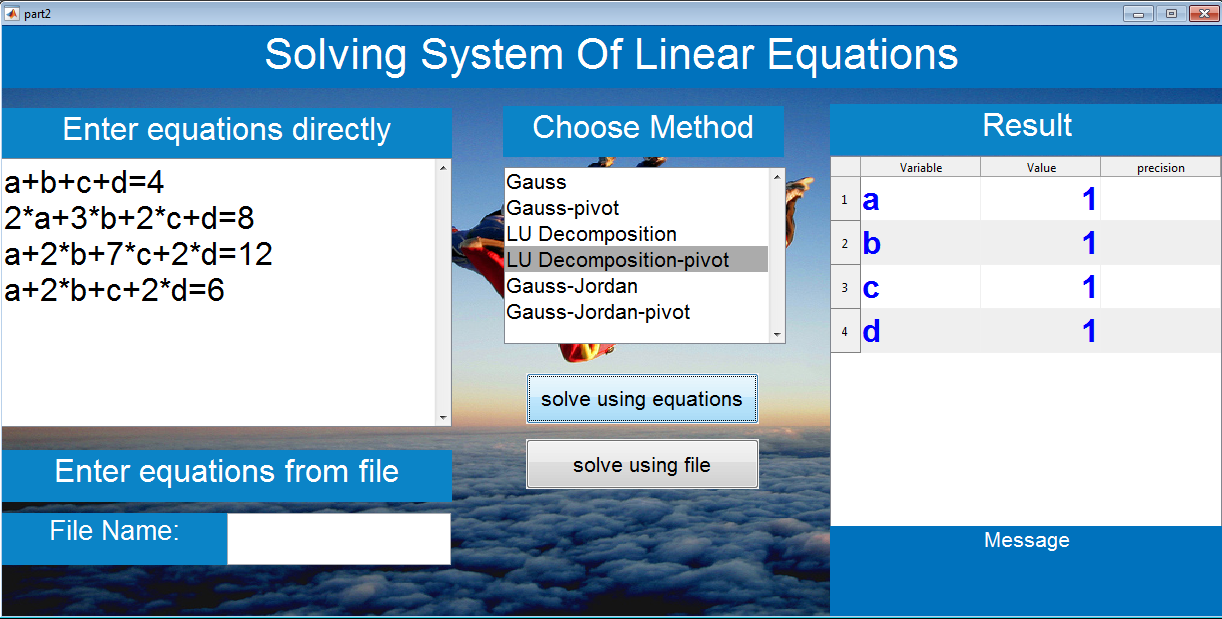 part2
Solving System Of Linear Equations
Enter equations directly
a+b+c+d=4
2*a+3*b+2*c+d=8
a+2*b+7*c+2*d=12
a+2*b+c+2*d=6
Enter equations from file
File Name:
Choose Method
Gauss
Gauss-pivot
LU Decomposition
LU Decomposition-pivot
Gauss-Jordan
Gauss-Jordan-pivot
solve using equations
solve using file
Result
Variable Value precision
1 a 1
2 b 1
3 c 1
4 d 1
Message